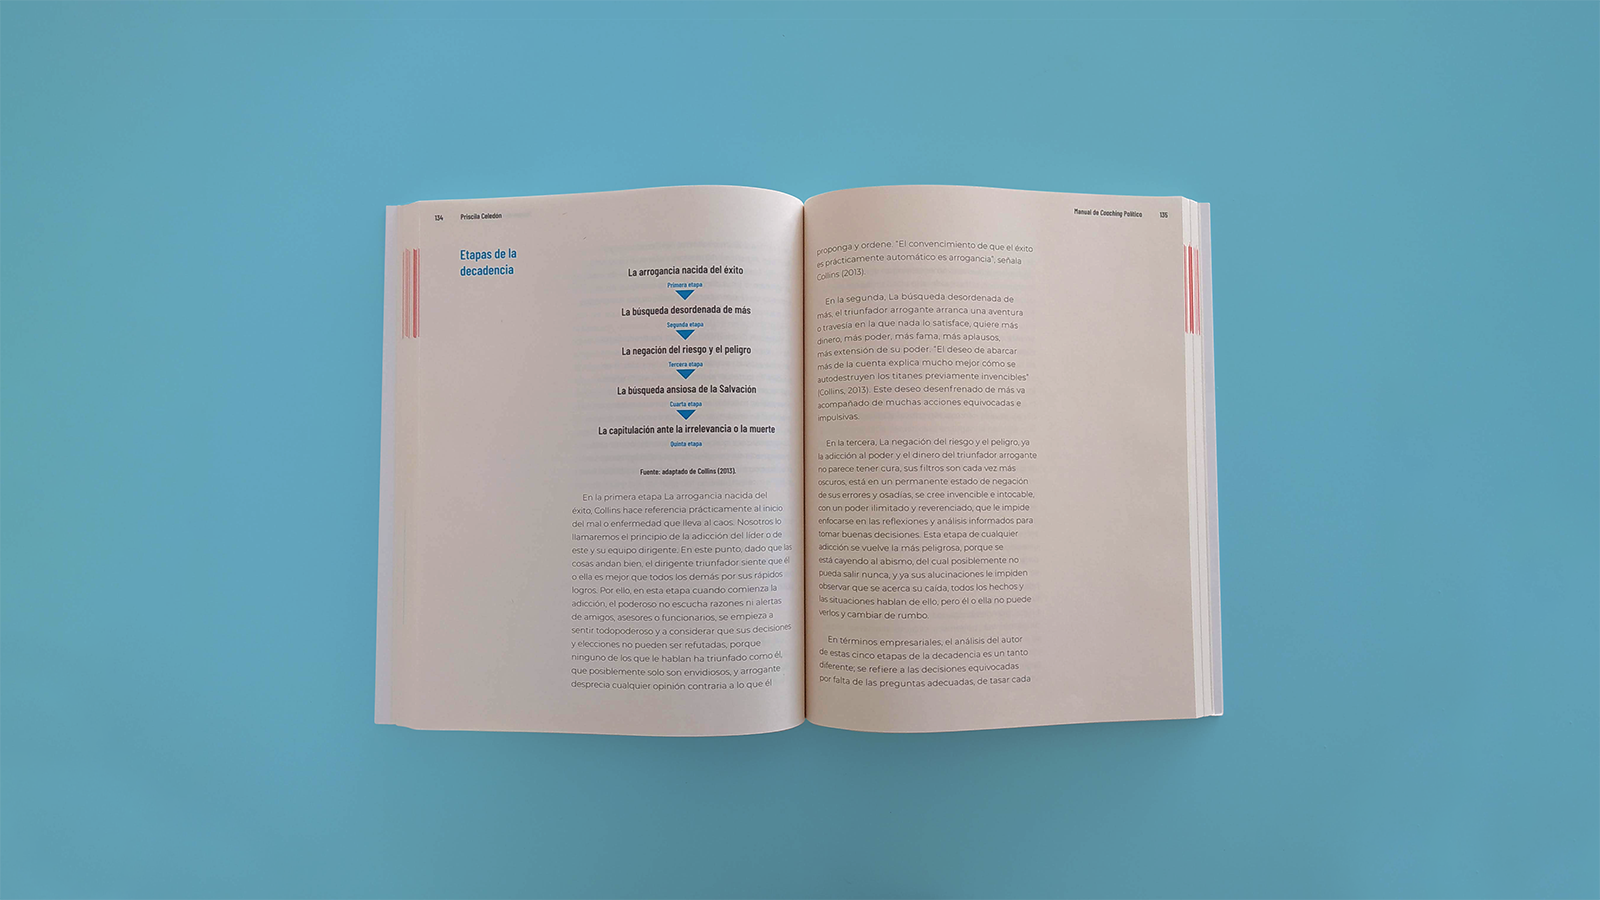 134 Priscila Celedón
Etapas de la
decadencia
La arrogancia nacida del éxito
Primera etapa
La búsqueda desordenada de más
Segunda etapa
La negación del riesgo y el peligro
Tercera etapa
La búsqueda ansiosa de la Salvación
Cuarta etapa
La capitulación ante la irrelevancia o la muerte
Quinta etapa
Fuente: adaptado de Collins (2013).
En la primera etapa La arrogancia nacida del
éxito, Collins hace referencia prácticamente al inicio
del mal o enfermedad que lleva al caos. Nosotros lo
llamaremos el principio de la adicción del líder o de
este y su equipo dirigente. En este punto, dado que las
cosas andan bien, el dirigente triunfador siente que él
o ella es mejor que todos los demás por sus rápidos
logros. Por ello, en esta etapa cuando comienza la
adicción, el poderoso no escucha razones ni alertas
de amigos, asesores o funcionarios, se empieza a
sentir todopoderoso y a considerar que sus decisiones
y elecciones no pueden ser refutadas, porque
ninguno de los que le hablan ha triunfado como él,
que posiblemente solo son envidiosos, y arrogante
desprecia cualquier opinión contraria a lo que él
Manual de Coaching Político 135
proponga y ordene. "El convencimiento de que el éxito
es prácticamente automático es arrogancia", señala
Collins (2013).
En la segunda, La búsqueda desordenada de
más, el triunfador arrogante arranca una aventura
o travesía en la que nada lo satisface, quiere más
dinero, más poder, más fama, más aplausos,
más extensión de su poder. "El deseo de abarcar
más de la cuenta explica mucho mejor cómo se
autodestruyen los titanes previamente invencibles"
(Collins, 2013). Este deseo desenfrenado de más va
acompañado de muchas acciones equivocadas e
impulsivas.
En la tercera, La negación del riesgo y el peligro, ya
la adicción al poder y el dinero del triunfador arrogante
no parece tener cura, sus filtros son cada vez más
oscuros, está en un permanente estado de negación
de sus errores y osadías, se cree invencible e intocable,
con un poder ilimitado y reverenciado, que le impide
enfocarse en las reflexiones y análisis informados para
tomar buenas decisiones. Esta etapa de cualquier
adicción se vuelve la más peligrosa, porque se
está cayendo al abismo, del cual posiblemente no
pueda salir nunca, y ya sus alucinaciones le impiden
observar que se acerca su caída, todos los hechos y
las situaciones hablan de ello, pero él o ella no puede
verlos y cambiar de rumbo.
En términos empresariales, el análisis del autor
de estas cinco etapas de la decadencia es un tanto
diferente; se refiere a las decisiones equivocadas
por falta de las preguntas adecuadas, de tasar cada